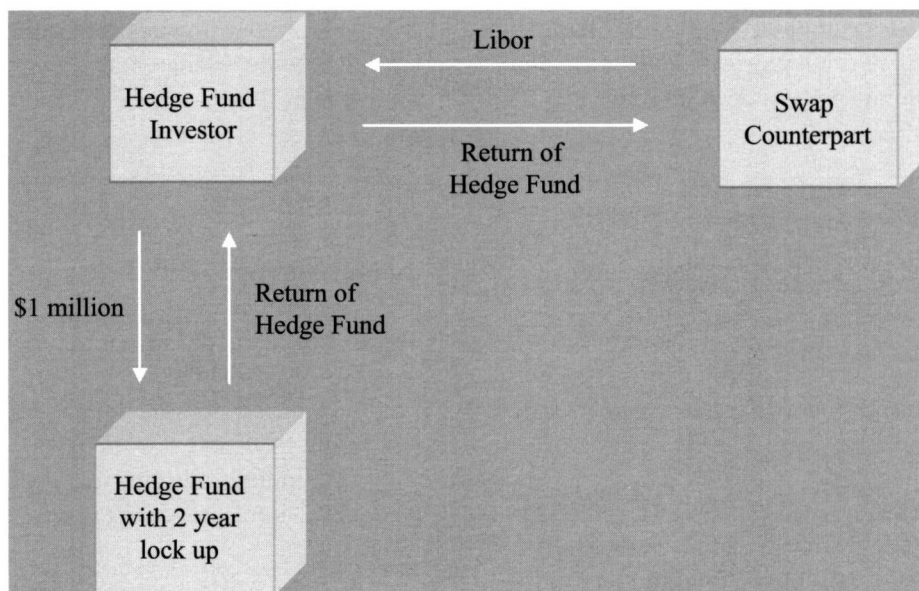 Libor
Hedge Fund
Investor
Swap
Counterpart
Return of
Hedge Fund
$1 million
Return of
Hedge Fund
Hedge Fund
with 2 year
lock up